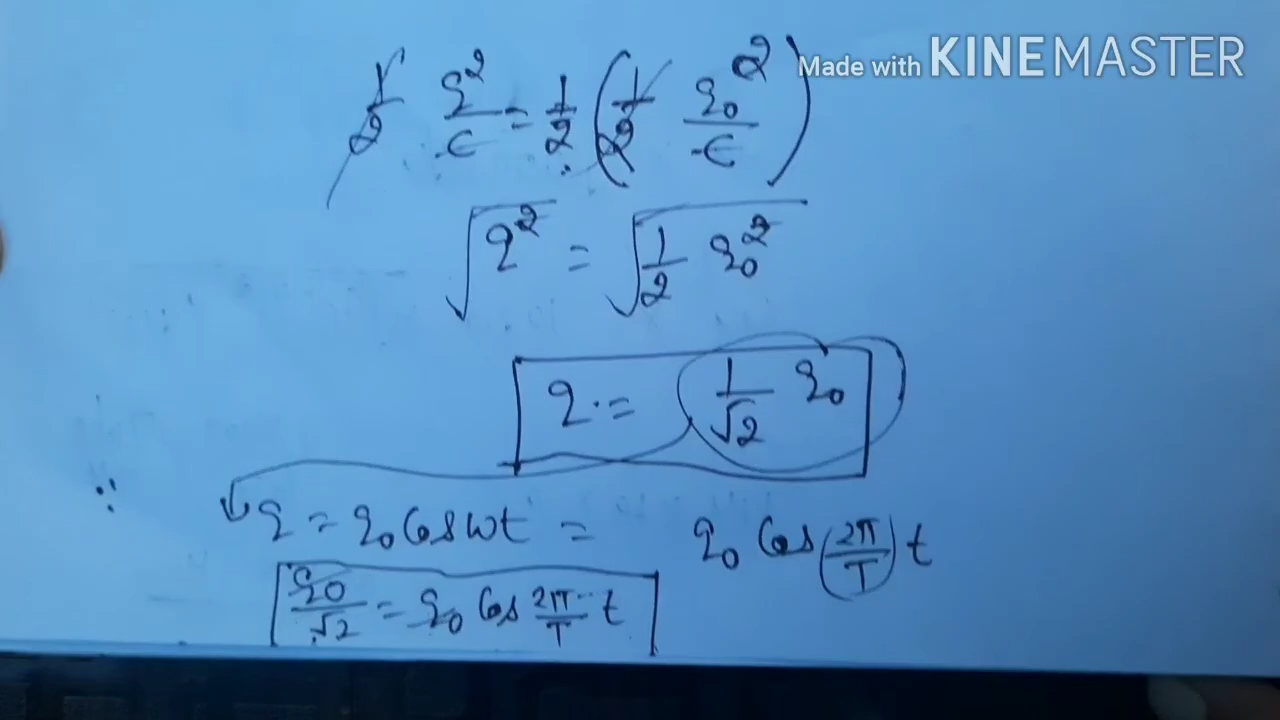 Made with KINEMASTER
1/2 q²/C = 1/2 (1/2 q₀²/C)
√q² = √1/2 q₀²
q = 1/√2 q₀
∵ q = q₀ Cos ωt = q₀ Cos (2π/T) t
q₀/√2 = q₀ Cos 2π/T t